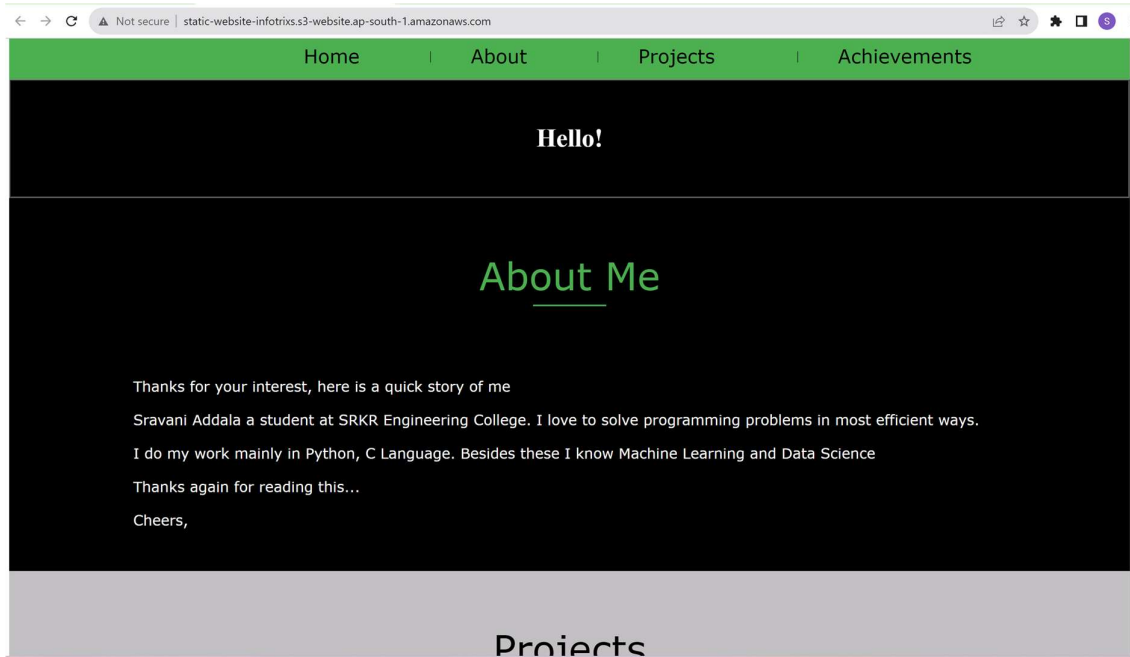 Not secure | static-website-infotrixs.s3-website.ap-south-1.amazonaws.com
S
Home | About | Projects | Achievements
Hello!
About Me
Thanks for your interest, here is a quick story of me
Sravani Addala a student at SRKR Engineering College. I love to solve programming problems in most efficient ways.
I do my work mainly in Python, C Language. Besides these I know Machine Learning and Data Science
Thanks again for reading this...
Cheers,
Projects